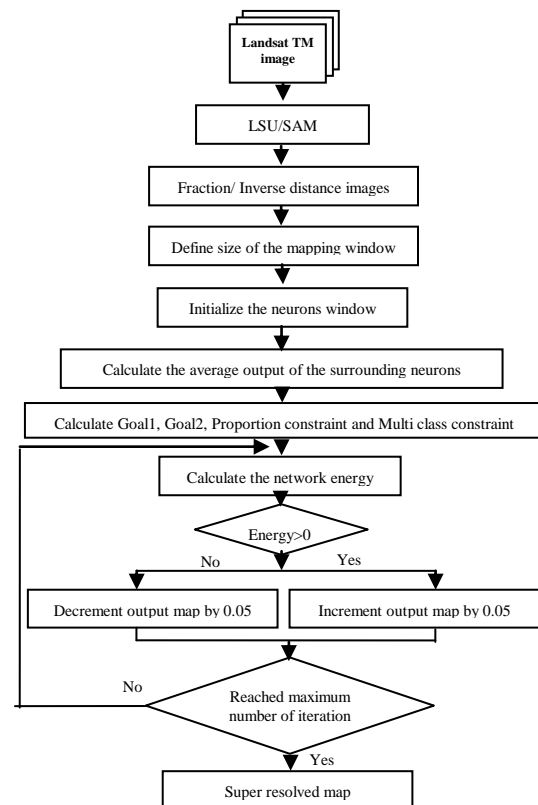 Landsat TM
image
LSU/SAM
Fraction/ Inverse distance images
Define size of the mapping window
Initialize the neurons window
Calculate the average output of the surrounding neurons
Calculate Goal1, Goal2, Proportion constraint and Multi class constraint
Calculate the network energy
Energy>0
No
Yes
Decrement output map by 0.05
Increment output map by 0.05
No
Reached maximum
number of iteration
Yes
Super resolved map